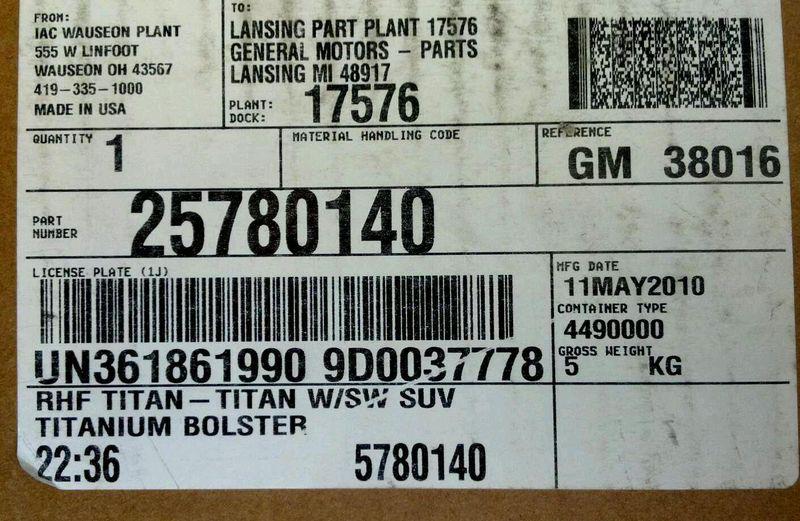 FROM:
IAC WAUSEON PLANT
555 W LINFOOT
WAUSEON OH 43567
419-335-1000
MADE IN USA
TO:
LANSING PART PLANT 17576
GENERAL MOTORS - PARTS
LANSING MI 48917
PLANT:
DOCK:
17576
QUANTITY
1
MATERIAL HANDLING CODE
REFERENCE
GM 38016
PART
NUMBER
25780140
LICENSE PLATE (1J)
UN361861990 9D0037778
MFG DATE
11MAY2010
CONTAINER TYPE
4490000
GROSS WEIGHT
5 KG
RHF TITAN-TITAN W/SW SUV
TITANIUM BOLSTER
22:36 5780140